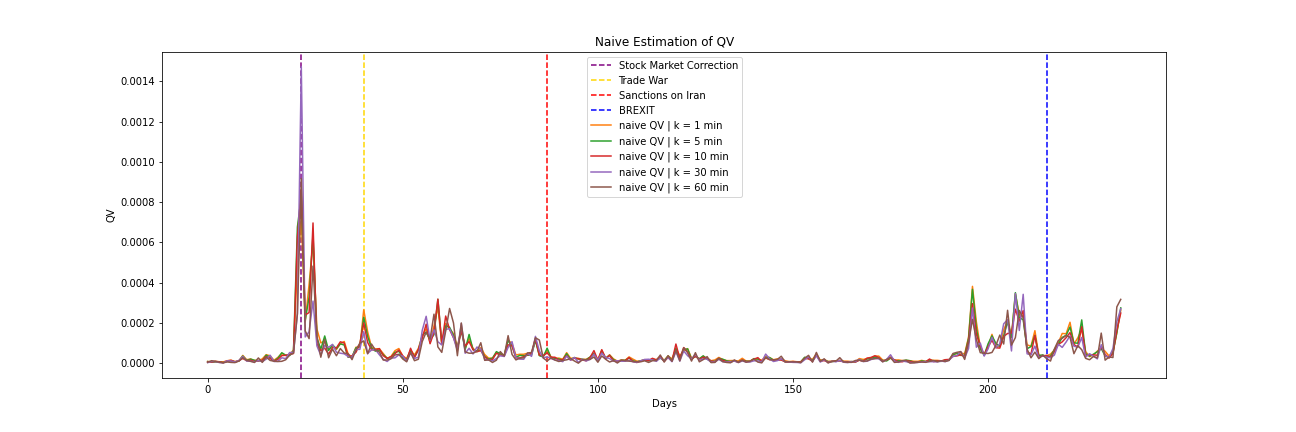 Naive Estimation of QV
Stock Market Correction
Trade War
Sanctions on Iran
BREXIT
naive QV | k = 1 min
naive QV | k = 5 min
naive QV | k = 10 min
naive QV | k = 30 min
naive QV | k = 60 min
0.0014
0.0012
0.0010
0.0008
0.0006
0.0004
0.0002
0.0000
QV
0 50 100 150 200
Days